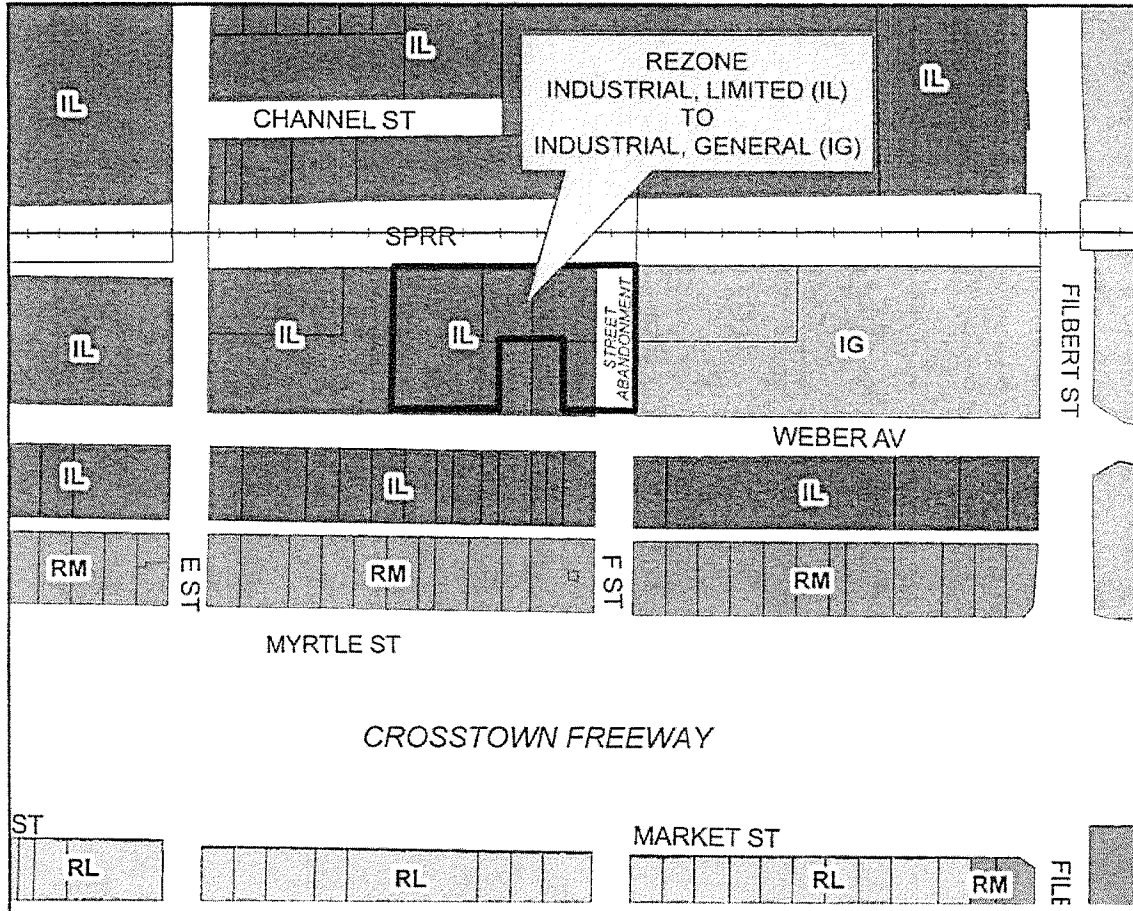 IL
IL
REZONE
INDUSTRIAL, LIMITED (IL)
TO
INDUSTRIAL, GENERAL (IG)
IL
CHANNEL ST
SPRR
IL
IL
IL
STREET
ABANDONMENT
IG
FILBERT ST
WEBER AV
IL
IL
IL
RM
E ST
RM
F ST
RM
MYRTLE ST
CROSSTOWN FREEWAY
ST
MARKET ST
RL
RL
RL
RM